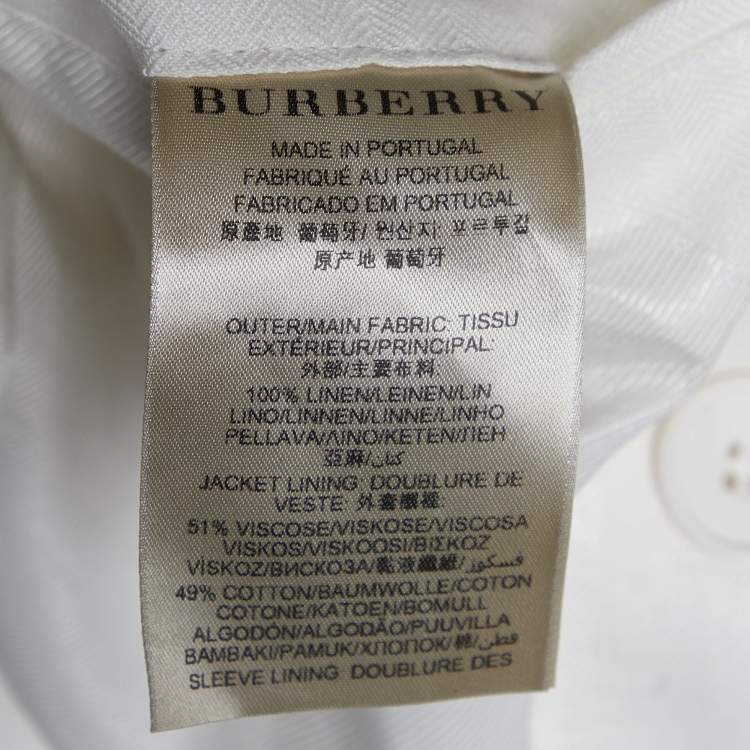 BURBERRY
MADE IN PORTUGAL
FABRIQUÉ AU PORTUGAL
FABRICADO EM PORTUGAL
原產地 葡萄牙/ 원산지: 포르투갈
原产地 葡萄牙
OUTER/MAIN FABRIC: TISSU
EXTÉRIEUR/PRINCIPAL:
外部/主要布料:
100% LINEN/LEINEN/LIN
LINO/LINNEN/LINNE/LINHO
PELLAVA/ΛΙΝΟ/KETEN/ЛЕН
亞麻/كتان
JACKET LINING: DOUBLURE DE
VESTE: 外套襯裡:
51% VISCOSE/VISKOSE/VISCOSA
VISKOS/VISKOOSI/ΒΙΣΚΟΖ
VİSKOZ/ВИСКОЗА/黏液纖維/فسكوز
49% COTTON/BAUMWOLLE/COTON
COTONE/KATOEN/BOMULL
ALGODÓN/ALGODÃO/PUUVILLA
BAMBAKI/PAMUK/ХЛОПОК/棉/قطن
SLEEVE LINING: DOUBLURE DES